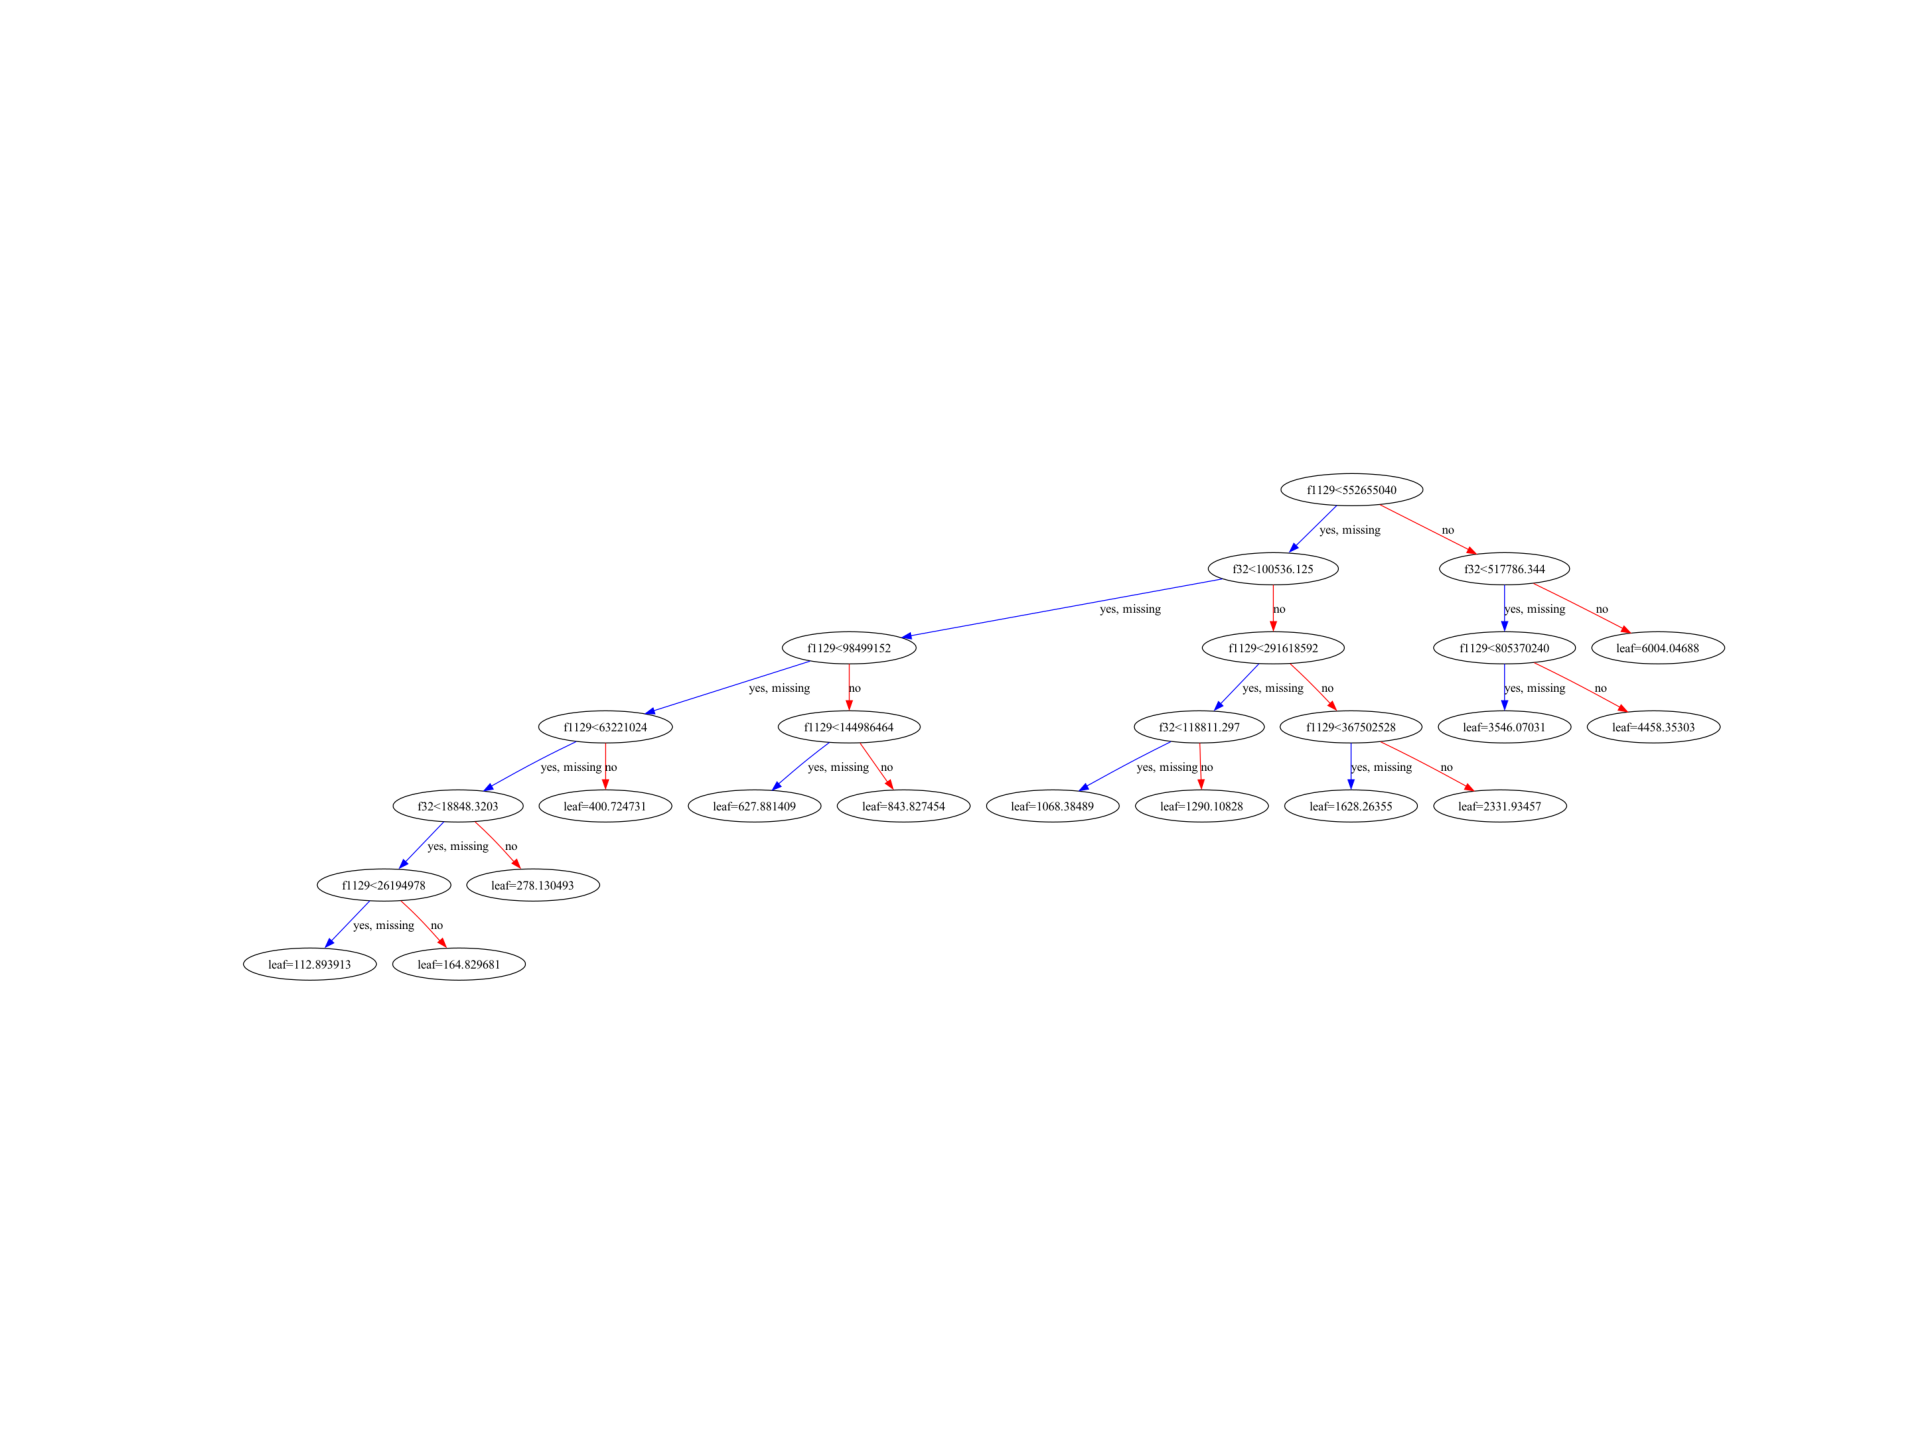 f1129<552655040
yes, missing
no
f32<100536.125
f32<517786.344
yes, missing
no
yes, missing
no
f1129<98499152
f1129<291618592
f1129<805370240
leaf=6004.04688
yes, missing
no
yes, missing
no
yes, missing
no
f1129<63221024
f1129<144986464
f32<118811.297
f1129<367502528
leaf=3546.07031
leaf=4458.35303
yes, missing
no
yes, missing
no
yes, missing
no
yes, missing
no
f32<18848.3203
leaf=400.724731
leaf=627.881409
leaf=843.827454
leaf=1068.38489
leaf=1290.10828
leaf=1628.26355
leaf=2331.93457
yes, missing
no
f1129<26194978
leaf=278.130493
yes, missing
no
leaf=112.893913
leaf=164.829681